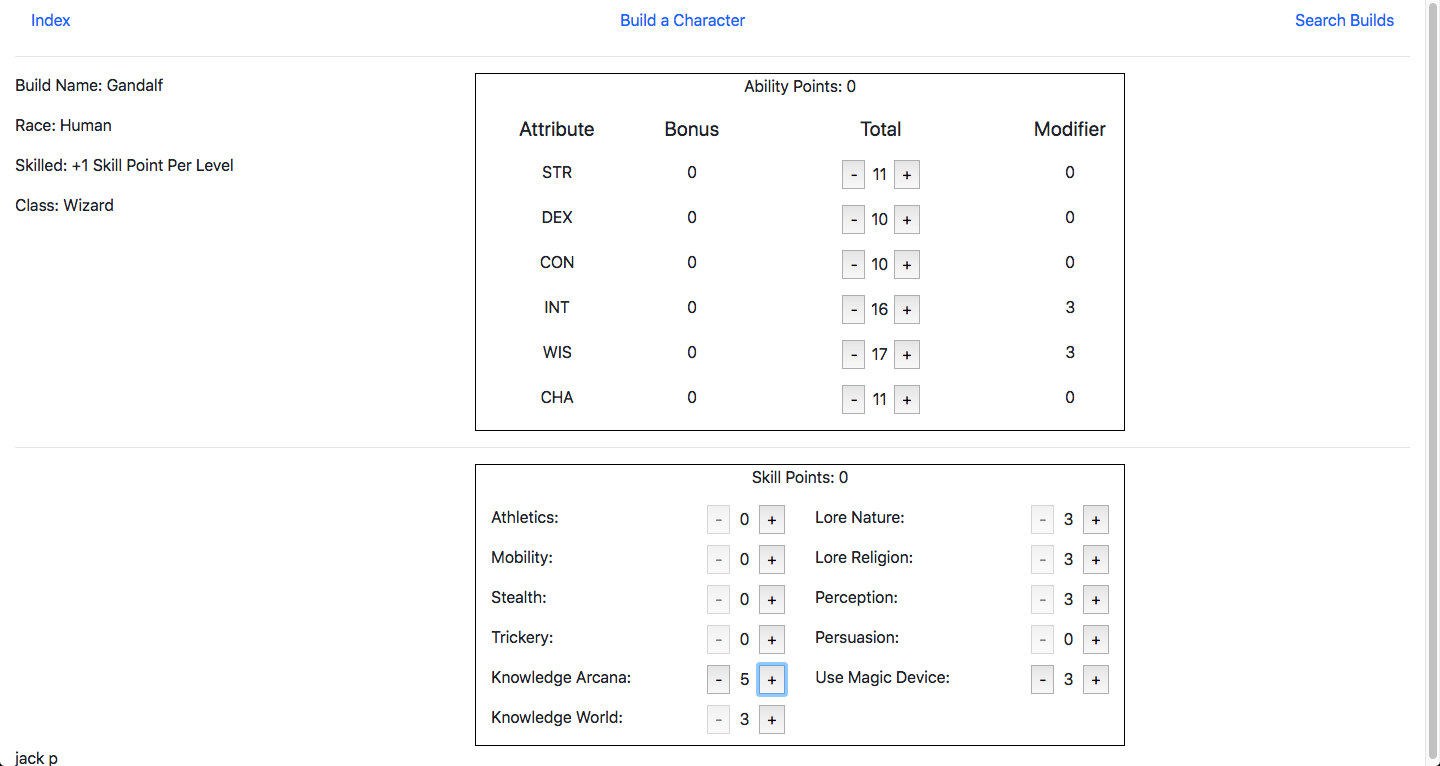 Index Build a Character Search Builds
Build Name: Gandalf
Race: Human
Skilled: +1 Skill Point Per Level
Class: Wizard
Ability Points: 0
Attribute Bonus Total Modifier
STR 0 - 11 + 0
DEX 0 - 10 + 0
CON 0 - 10 + 0
INT 0 - 16 + 3
WIS 0 - 17 + 3
CHA 0 - 11 + 0
Skill Points: 0
Athletics: - 0 + Lore Nature: - 3 +
Mobility: - 0 + Lore Religion: - 3 +
Stealth: - 0 + Perception: - 3 +
Trickery: - 0 + Persuasion: - 0 +
Knowledge Arcana: - 5 + Use Magic Device: - 3 +
Knowledge World: - 3 +
jack p